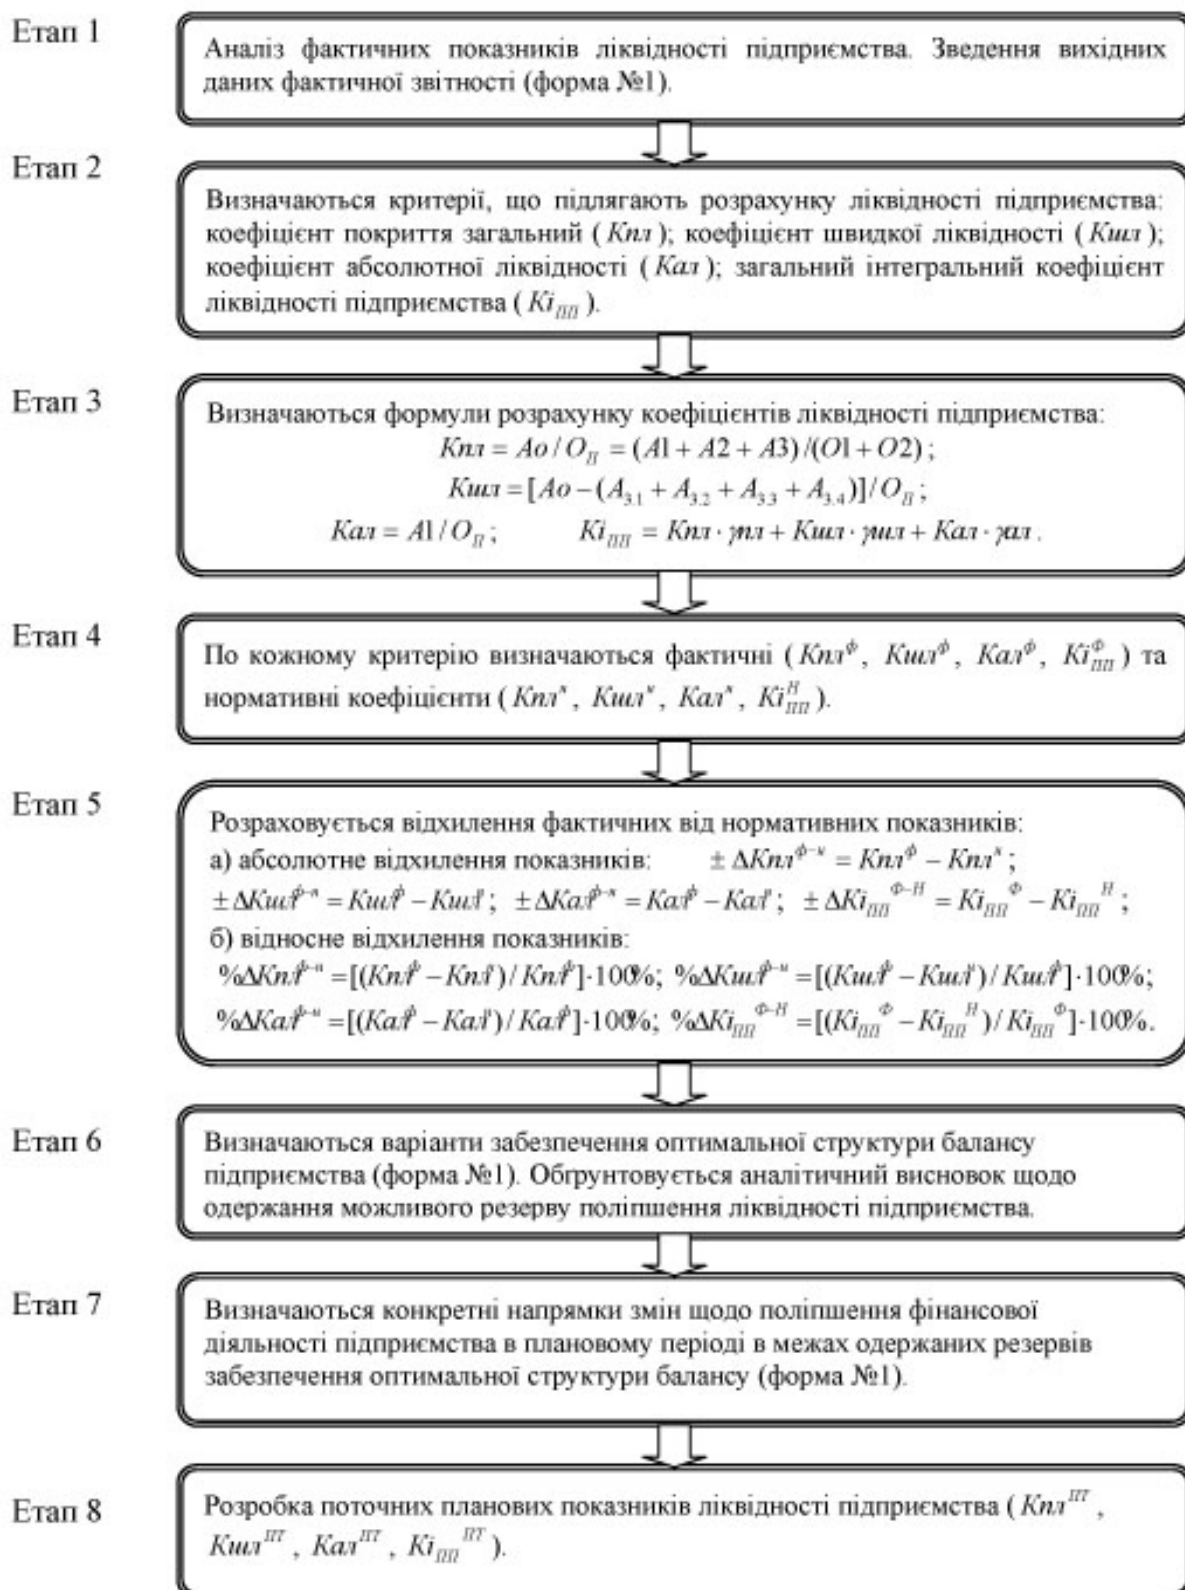 Етап 1
Аналіз фактичних показників ліквідності підприємства. Зведення вихідних
даних фактичної звітності (форма №1).
Етап 2
Визначаються критерії, що підлягають розрахунку ліквідності підприємства:
коефіцієнт покриття загальний (Кпл); коефіцієнт швидкої ліквідності (Кшл);
коефіцієнт абсолютної ліквідності (Кал); загальний інтегральний коефіцієнт
ліквідності підприємства (Кі_ПП).
Етап 3
Визначаються формули розрахунку коефіцієнтів ліквідності підприємства:
Кпл = Ао / О_П = (А1 + А2 + А3) /(О1 + О2);
Кшл = [Ао − (А_3.1 + А_3.2 + А_3.3 + А_3.4)]/ О_П;
Кал = А1 / О_П; Кі_ПП = Кпл · γпл + Кшл · γшл + Кал · γал.
Етап 4
По кожному критерію визначаються фактичні (Кпл^ф, Кшл^ф, Кал^ф, Кі_ПП^Ф) та
нормативні коефіцієнти (Кпл^н, Кшл^н, Кал^н, Кі_ПП^Н).
Етап 5
Розраховується відхилення фактичних від нормативних показників:
а) абсолютне відхилення показників: ± ΔКпл^ф−н = Кпл^ф − Кпл^н;
± ΔКшл^ф−н = Кшл^ф − Кшл^н; ± ΔКал^ф−н = Кал^ф − Кал^н; ± ΔКі_ПП^Ф−Н = Кі_ПП^Ф − Кі_ПП^Н;
б) відносне відхилення показників:
%ΔКпл^ф−н = [(Кпл^ф − Кпл^н) / Кпл^ф]·100%; %ΔКшл^ф−н = [(Кшл^ф − Кшл^н) / Кшл^ф]·100%;
%ΔКал^ф−н = [(Кал^ф − Кал^н) / Кал^ф]·100%; %ΔКі_ПП^Ф−Н = [(Кі_ПП^Ф − Кі_ПП^Н) / Кі_ПП^Ф]·100%.
Етап 6
Визначаються варіанти забезпечення оптимальної структури балансу
підприємства (форма №1). Обґрунтовується аналітичний висновок щодо
одержання можливого резерву поліпшення ліквідності підприємства.
Етап 7
Визначаються конкретні напрямки змін щодо поліпшення фінансової
діяльності підприємства в плановому періоді в межах одержаних резервів
забезпечення оптимальної структури балансу (форма №1).
Етап 8
Розробка поточних планових показників ліквідності підприємства (Кпл^ПТ,
Кшл^ПТ, Кал^ПТ, Кі_ПП^ПТ).